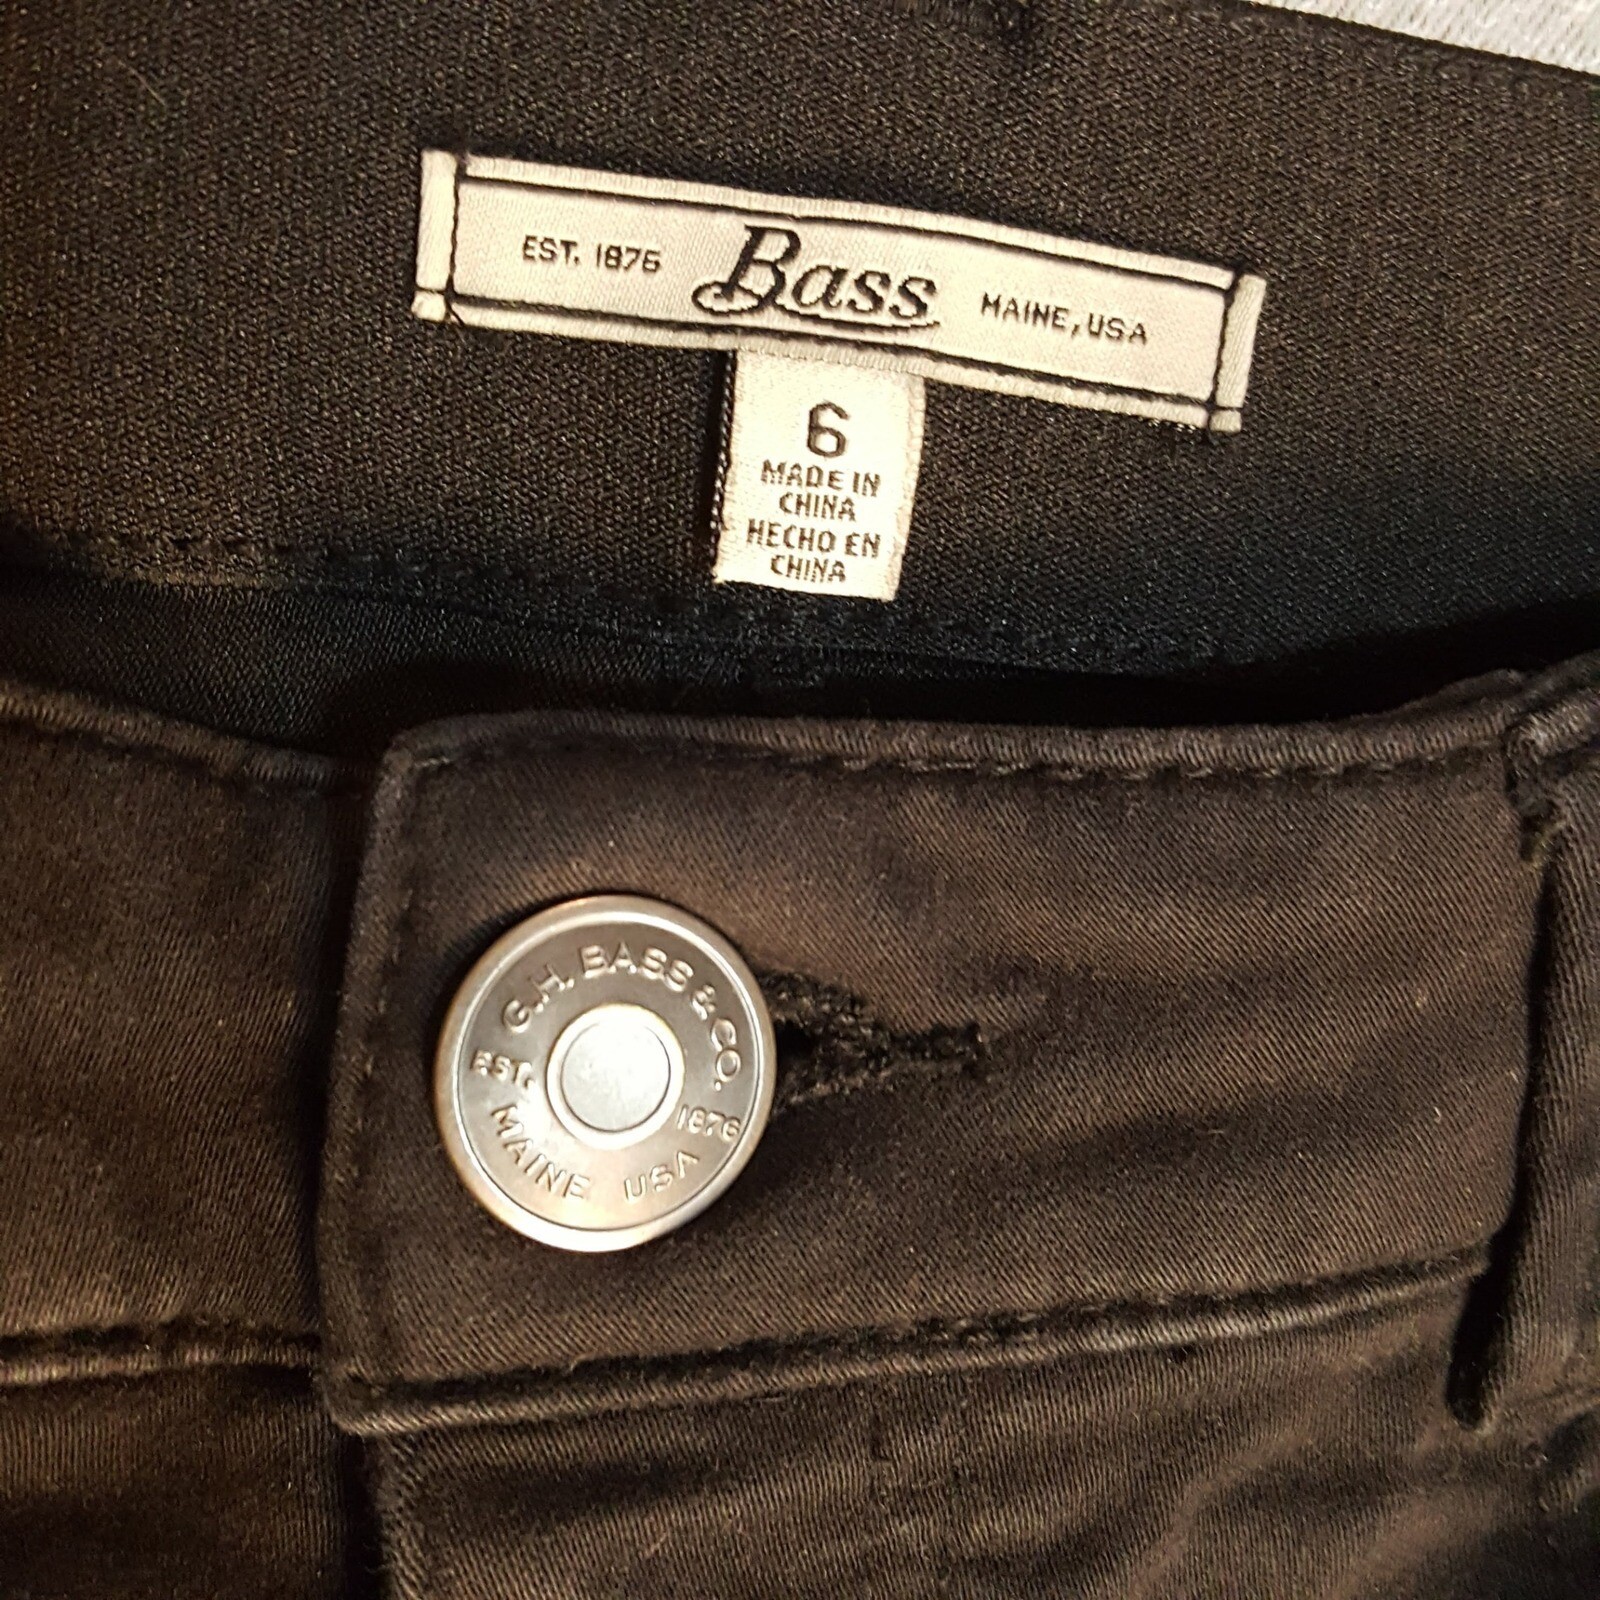 EST. 1876 Bass MAINE, USA
6
MADE IN
CHINA
HECHO EN
CHINA
G.H. BASS & CO.
EST. 1876
MAINE USA